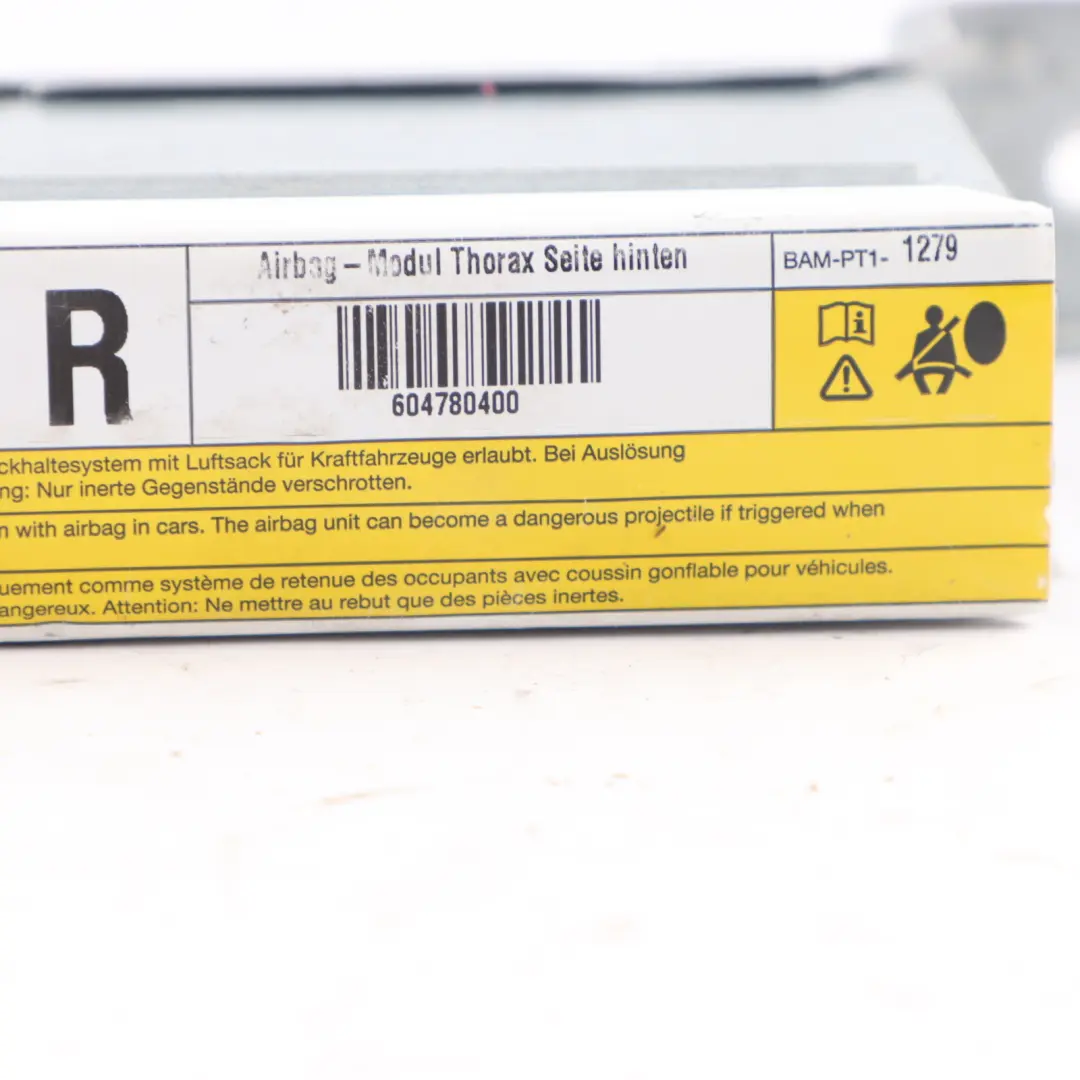 Airbag – Modul Thorax Seite hinten
BAM-PT1- 1279
R
604780400
ckhaltesystem mit Luftsack für Kraftfahrzeuge erlaubt. Bei Auslösung
ng: Nur inerte Gegenstände verschrotten.
n with airbag in cars. The airbag unit can become a dangerous projectile if triggered when
uement comme système de retenue des occupants avec coussin gonflable pour véhicules.
angereux. Attention: Ne mettre au rebut que des pièces inertes.